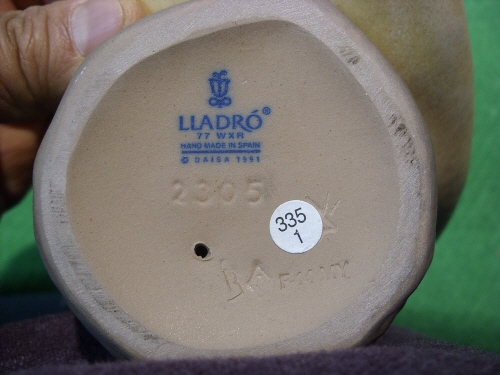 LLADRÓ®
77 WXR
HAND MADE IN SPAIN
© DAISA 1991
2305
335
1